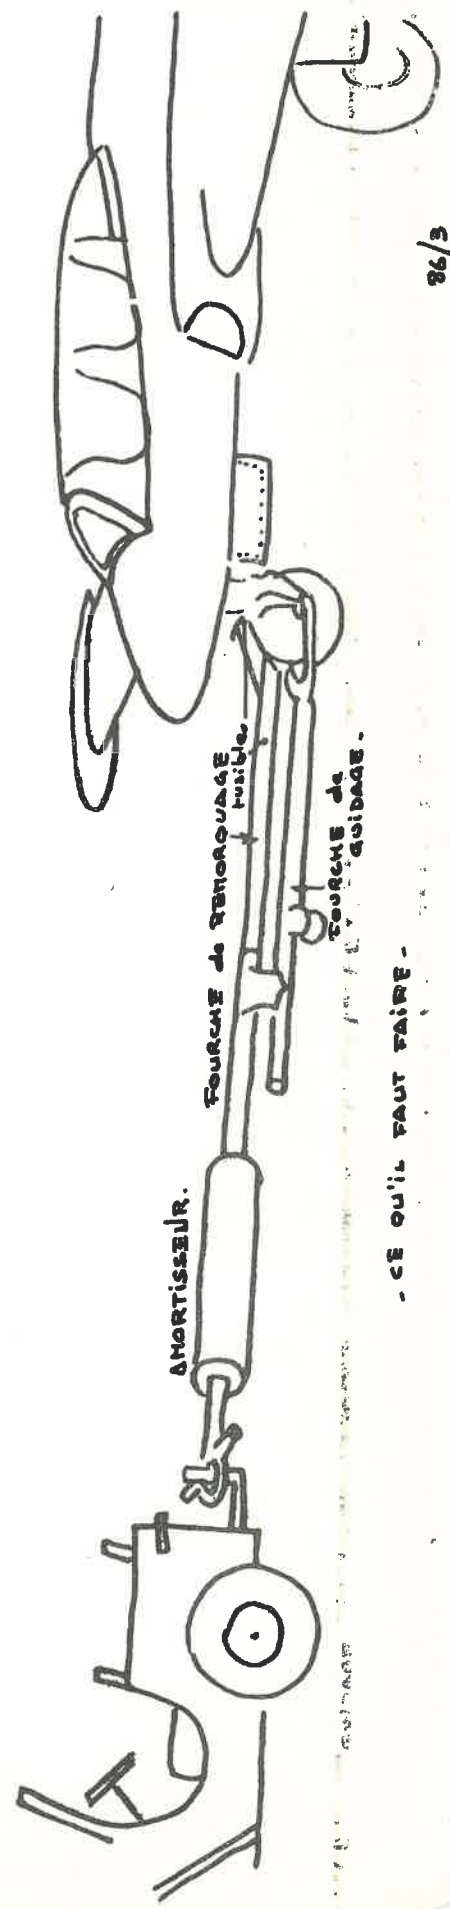 AMORTISSEUR.
FOURCHE de REMORQUAGE
fusible.
FOURCHE de
GUIDAGE.
- CE QU'IL FAUT FAIRE -
86/3